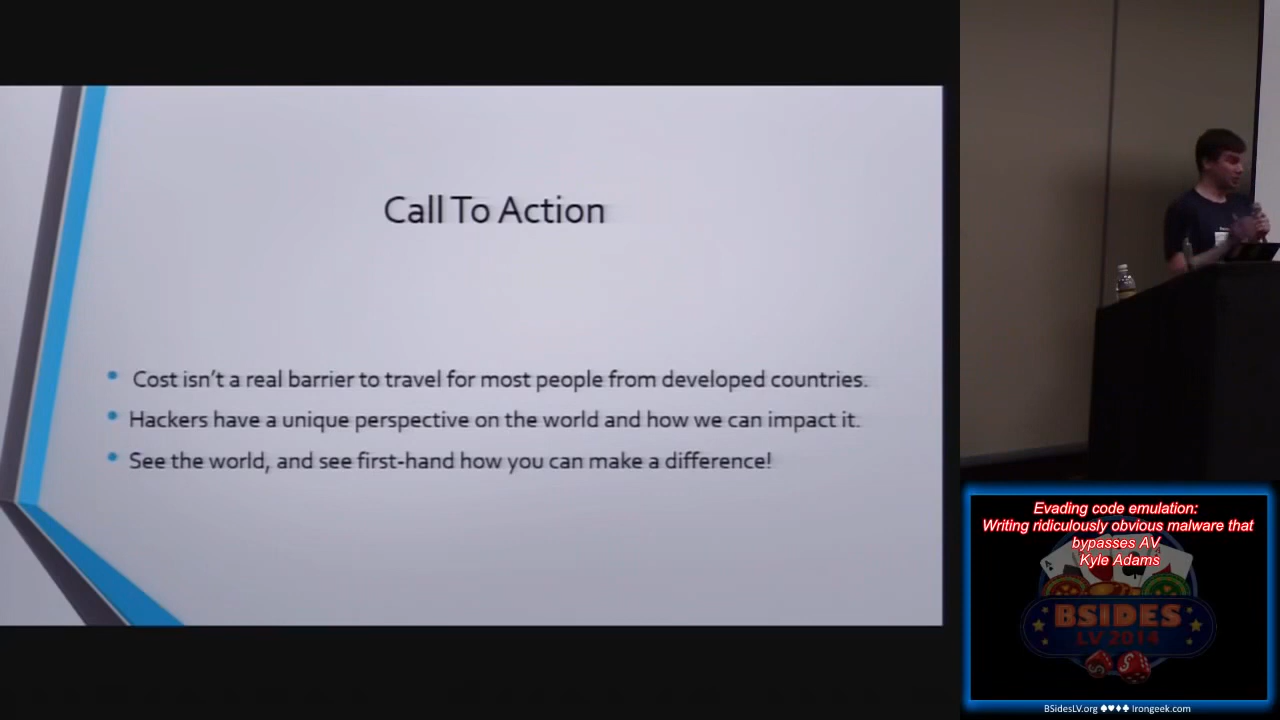 Call To Action
Cost isn't a real barrier to travel for most people from developed countries.
Hackers have a unique perspective on the world and how we can impact it.
See the world, and see first-hand how you can make a difference!
Evading code emulation:
Writing ridiculously obvious malware that
bypasses AV
Kyle Adams
BSIDES
LV 2014
BSidesLV.org ♠♥♦♣ Irongeek.com